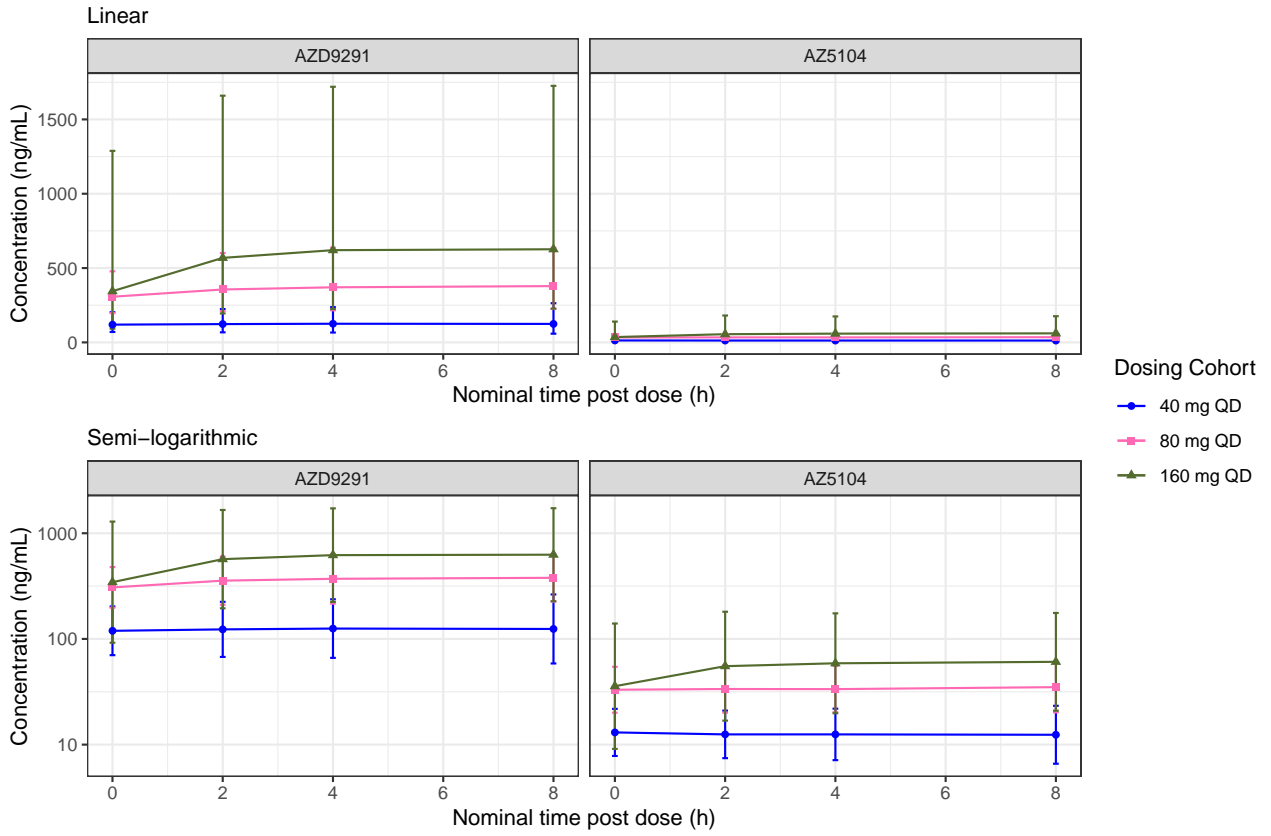 Linear
AZD9291 AZ5104
Concentration (ng/mL)
1500
1000
500
0
0 2 4 6 8 0 2 4 6 8
Nominal time post dose (h)
Semi−logarithmic
AZD9291 AZ5104
Concentration (ng/mL)
1000
100
10
0 2 4 6 8 0 2 4 6 8
Nominal time post dose (h)
Dosing Cohort
40 mg QD
80 mg QD
160 mg QD